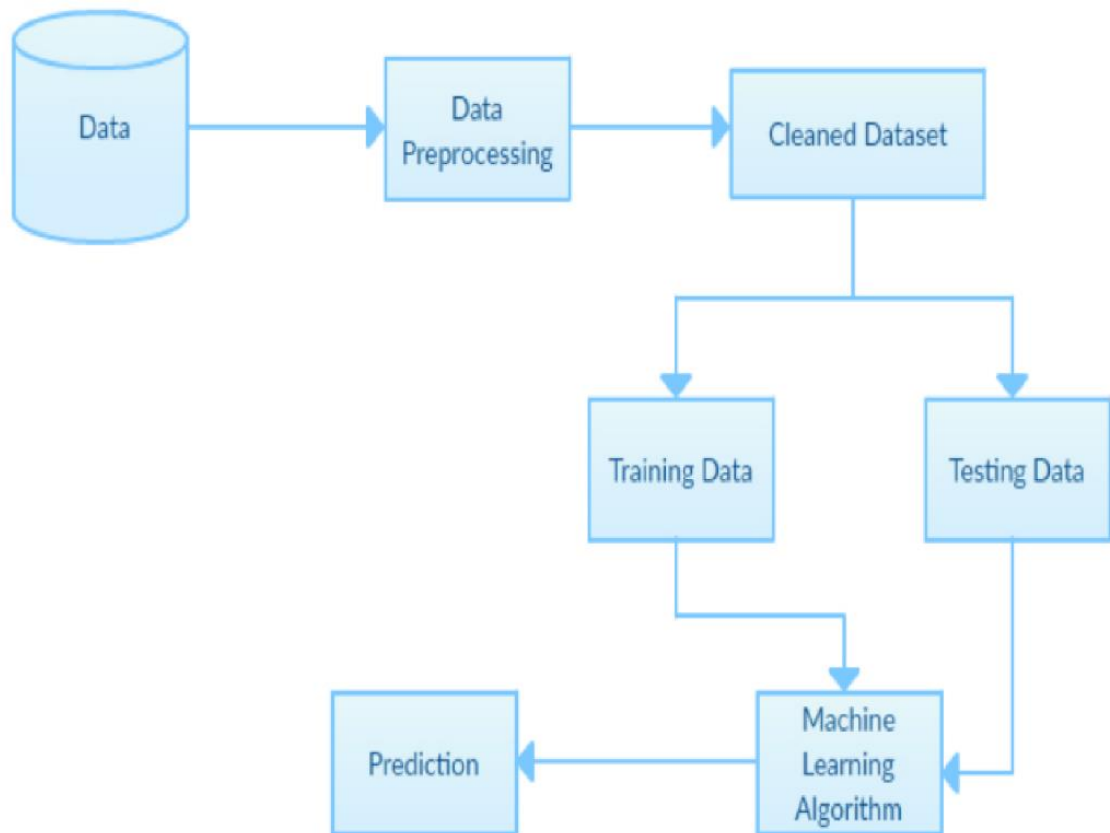 Data
Data
Preprocessing
Cleaned Dataset
Training Data
Testing Data
Prediction
Machine
Learning
Algorithm